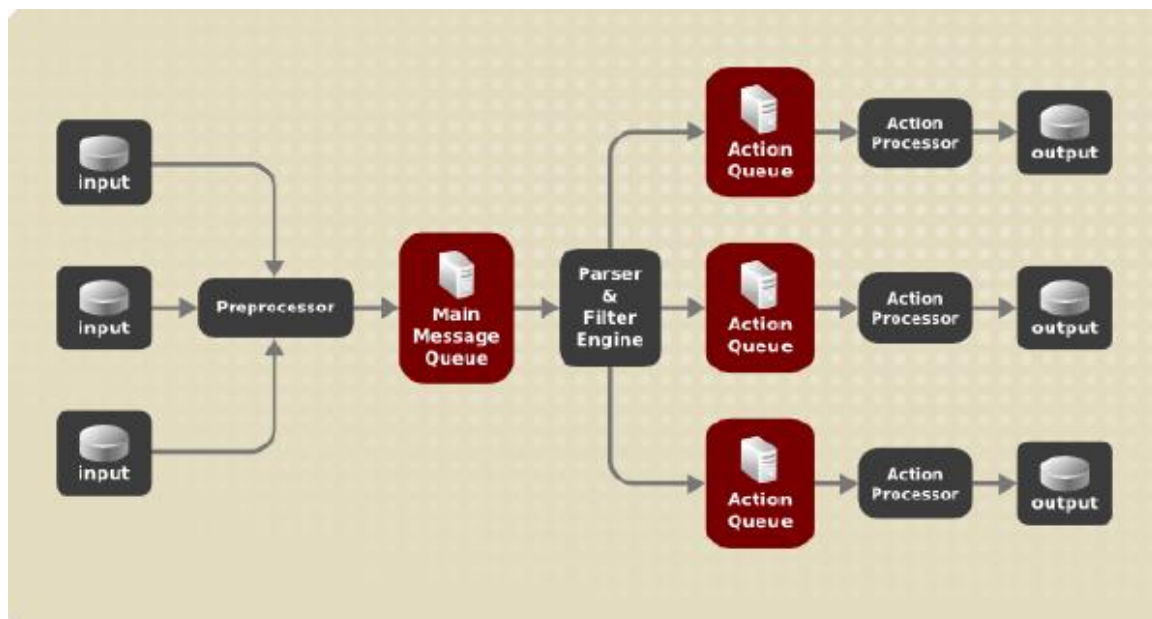 input
input
input
Preprocessor
Main
Message
Queue
Parser
&
Filter
Engine
Action
Queue
Action
Processor
output
Action
Queue
Action
Processor
output
Action
Queue
Action
Processor
output